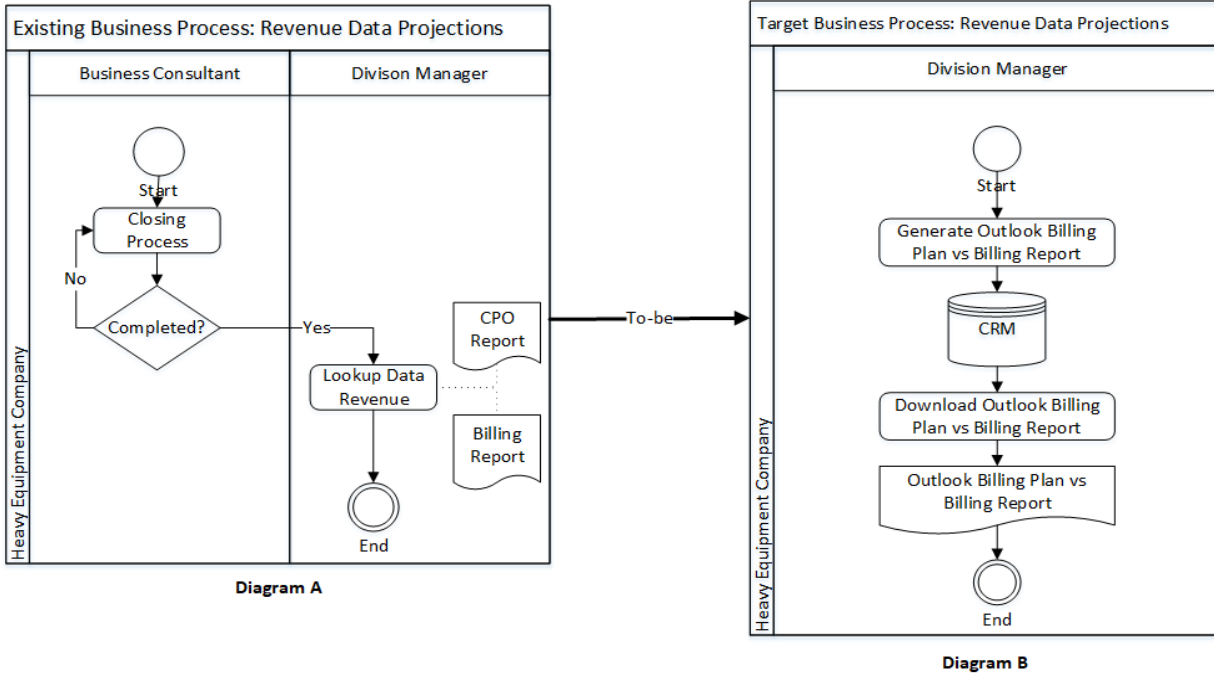 Existing Business Process: Revenue Data Projections
Business Consultant
Divison Manager
Heavy Equipment Company
Start
Closing
Process
No
Completed?
Yes
Lookup Data
Revenue
CPO
Report
Billing
Report
End
Diagram A
To-be
Target Business Process: Revenue Data Projections
Division Manager
Heavy Equipment Company
Start
Generate Outlook Billing
Plan vs Billing Report
CRM
Download Outlook Billing
Plan vs Billing Report
Outlook Billing Plan vs
Billing Report
End
Diagram B